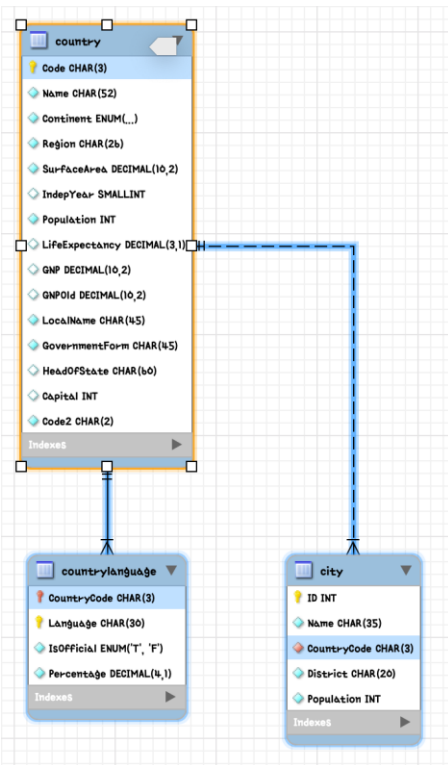 country
Code CHAR(3)
Name CHAR(52)
Continent ENUM(...)
Region CHAR(26)
SurfaceArea DECIMAL(10,2)
IndepYear SMALLINT
Population INT
LifeExpectancy DECIMAL(3,1)
GNP DECIMAL(10,2)
GNPOld DECIMAL(10,2)
LocalName CHAR(45)
GovernmentForm CHAR(45)
HeadOfState CHAR(60)
Capital INT
Code2 CHAR(2)
Indexes
countrylanguage
CountryCode CHAR(3)
Language CHAR(30)
IsOfficial ENUM('T', 'F')
Percentage DECIMAL(4,1)
Indexes
city
ID INT
Name CHAR(35)
CountryCode CHAR(3)
District CHAR(20)
Population INT
Indexes